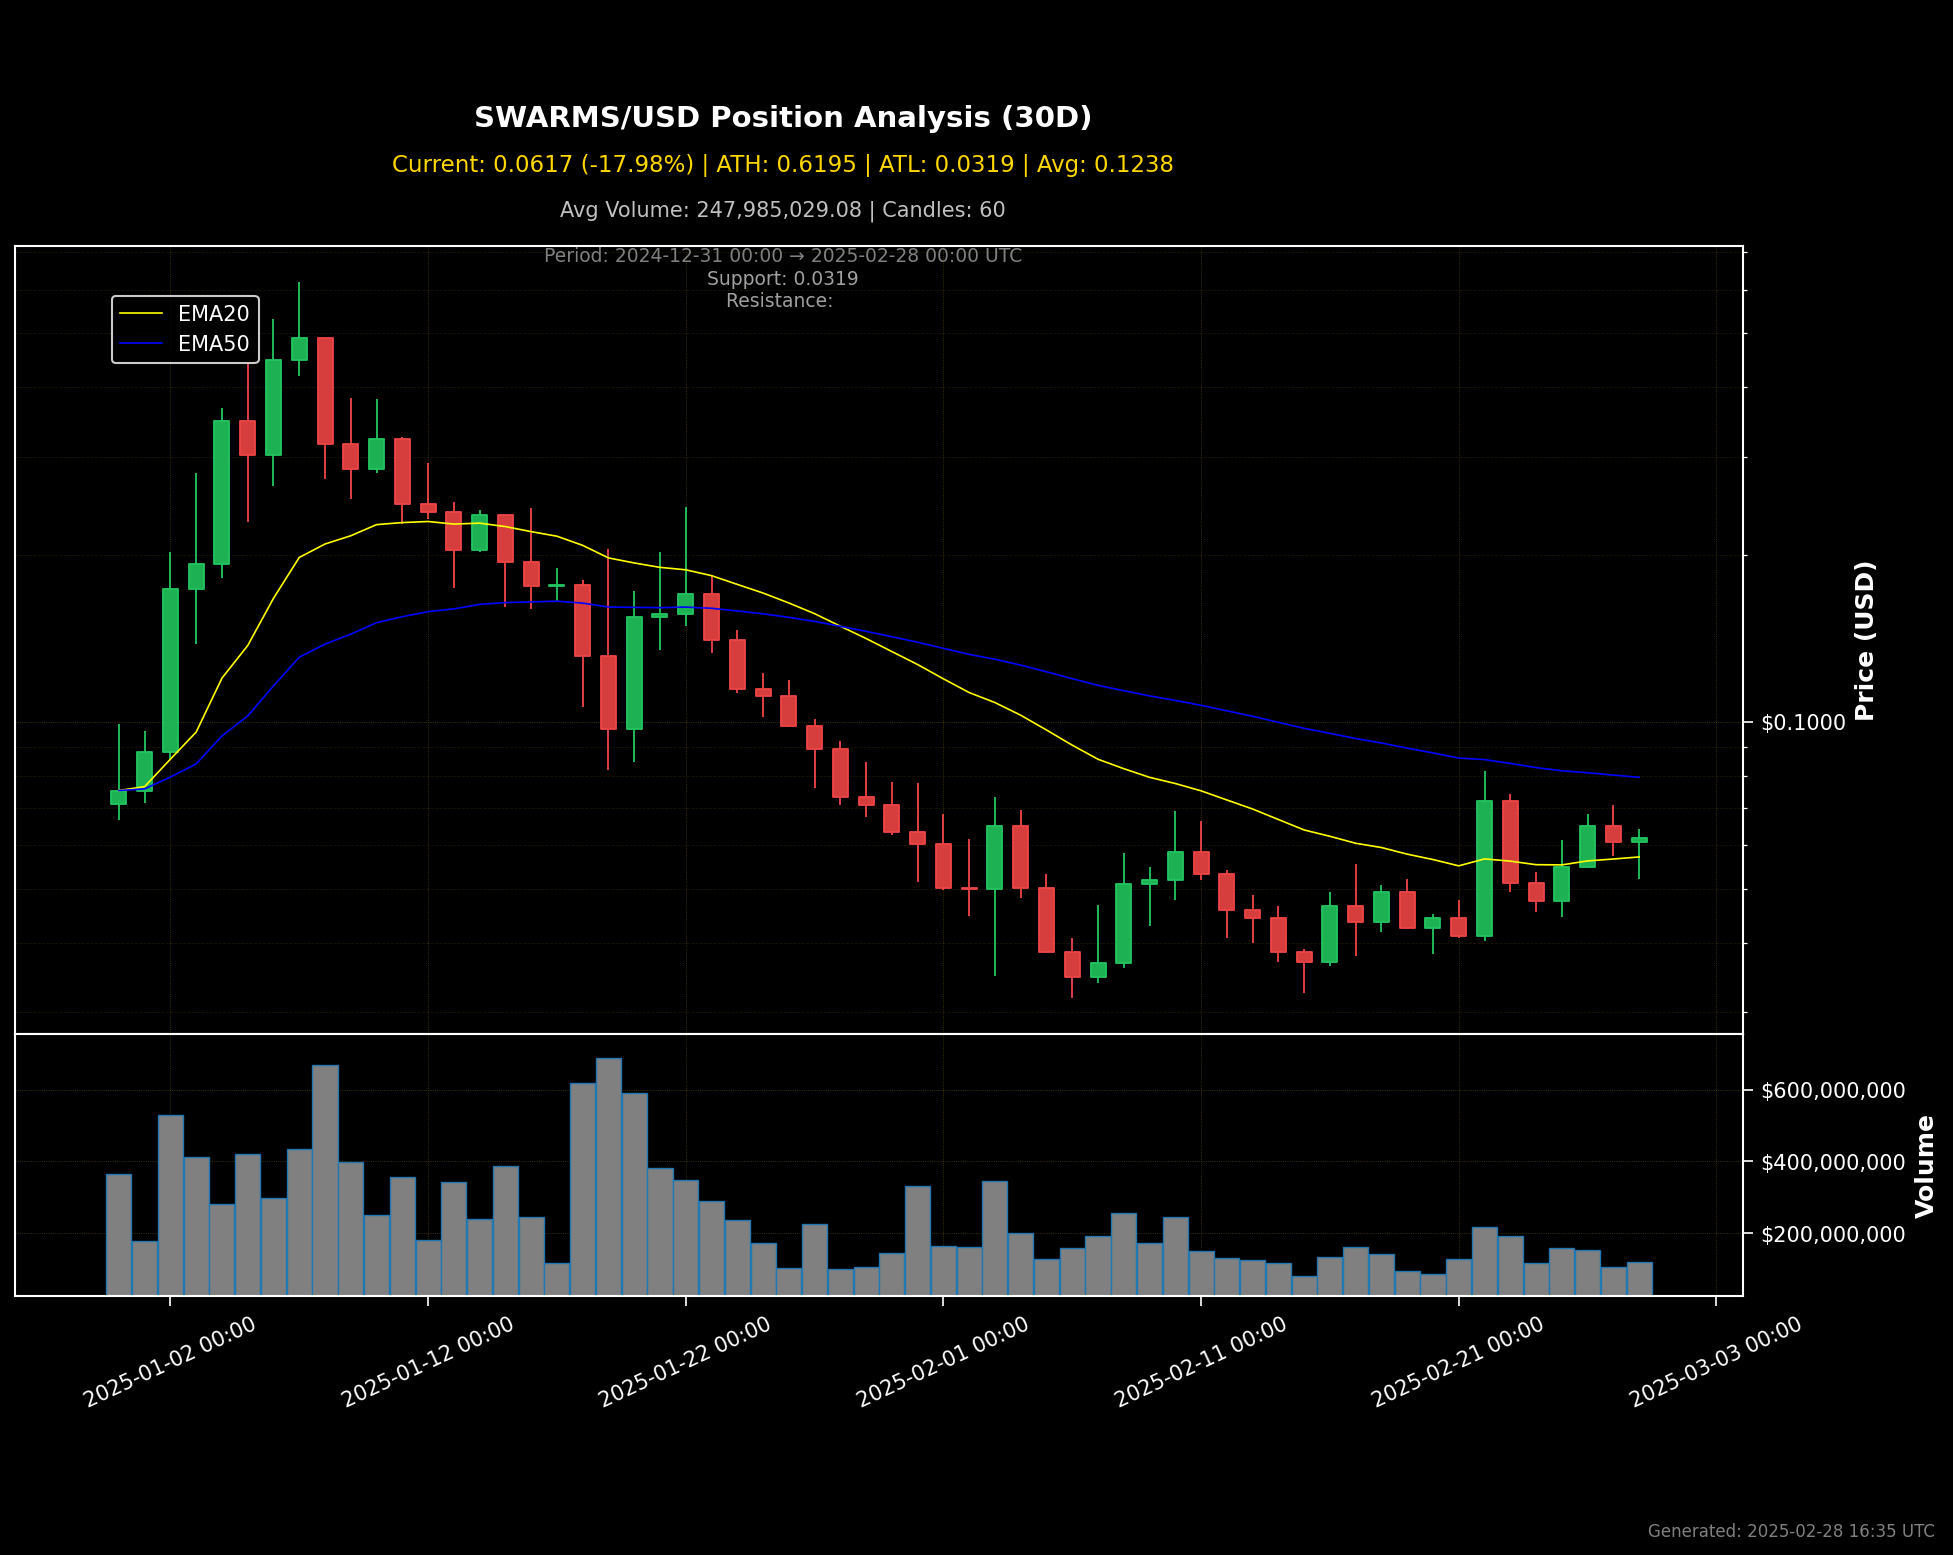 SWARMS/USD Position Analysis (30D)
Current: 0.0617 (-17.98%) | ATH: 0.6195 | ATL: 0.0319 | Avg: 0.1238
Avg Volume: 247,985,029.08 | Candles: 60
Period: 2024-12-31 00:00 → 2025-02-28 00:00 UTC
Support: 0.0319
Resistance:
EMA20
EMA50
$0.1000
Price (USD)
$600,000,000
$400,000,000
$200,000,000
Volume
2025-01-02 00:00
2025-01-12 00:00
2025-01-22 00:00
2025-02-01 00:00
2025-02-11 00:00
2025-02-21 00:00
2025-03-03 00:00
Generated: 2025-02-28 16:35 UTC